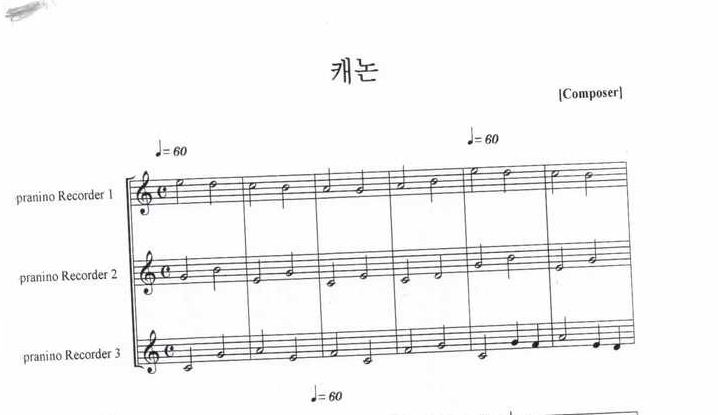 캐논
[Composer]
♩= 60
♩= 60
pranino Recorder 1
pranino Recorder 2
pranino Recorder 3
♩= 60